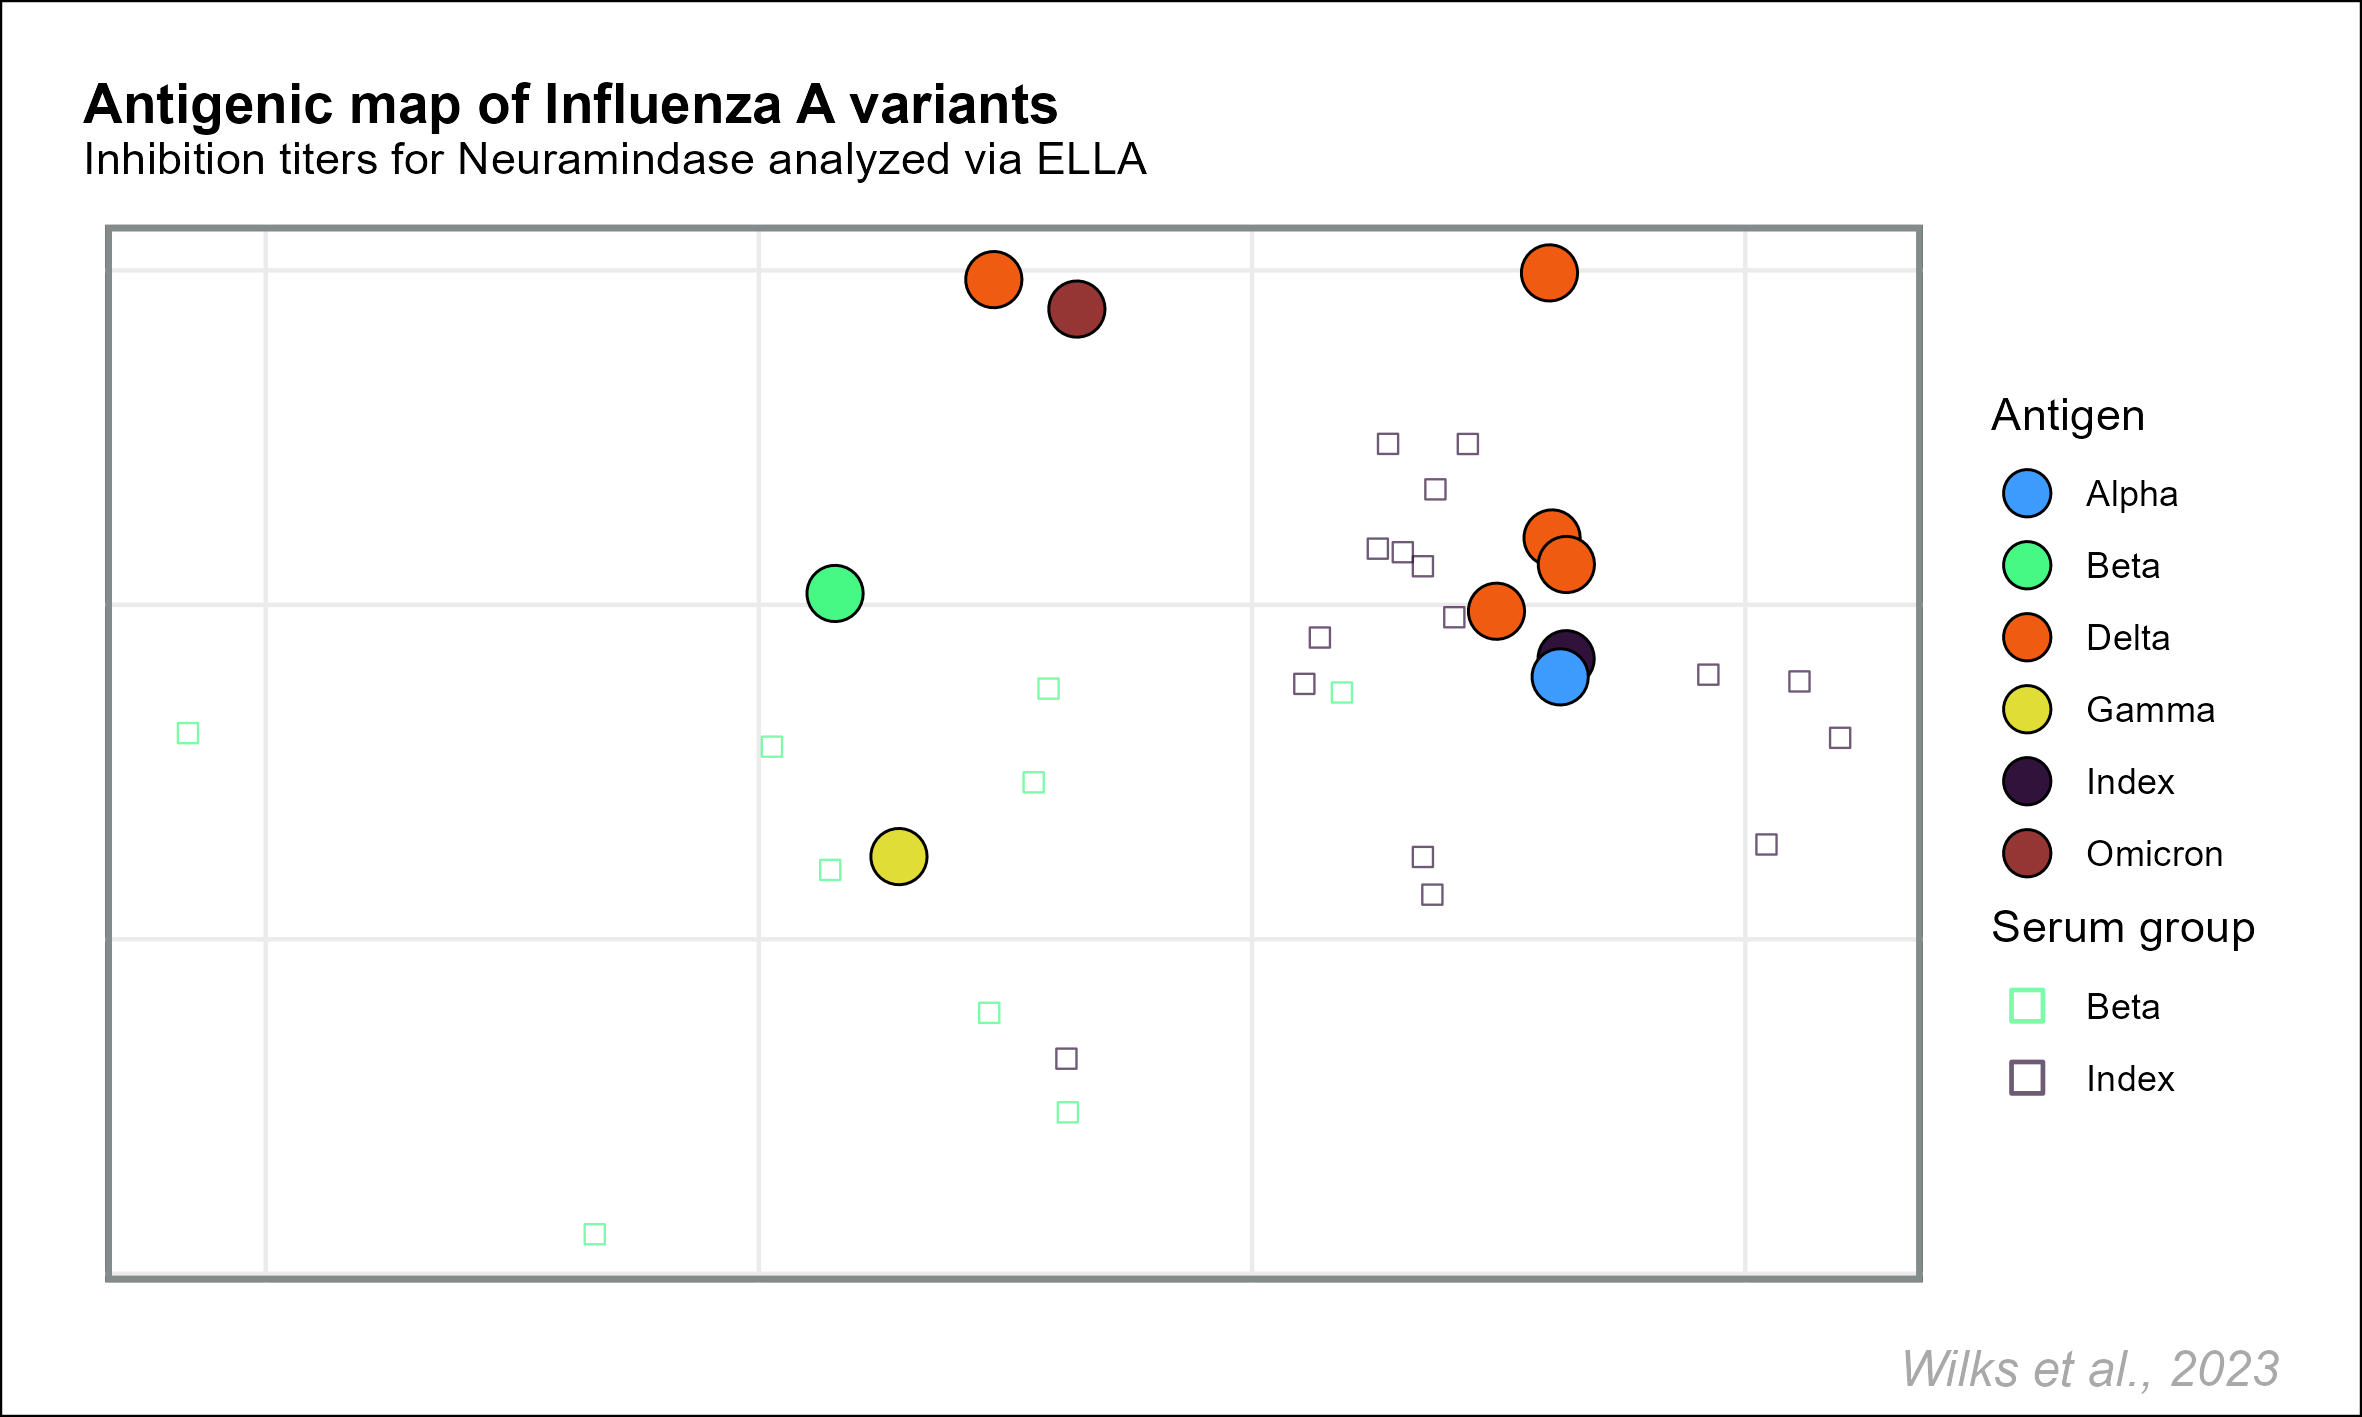 Antigenic map of Influenza A variants
Inhibition titers for Neuramindase analyzed via ELLA
Antigen
Alpha
Beta
Delta
Gamma
Index
Omicron
Serum group
Beta
Index
Wilks et al., 2023